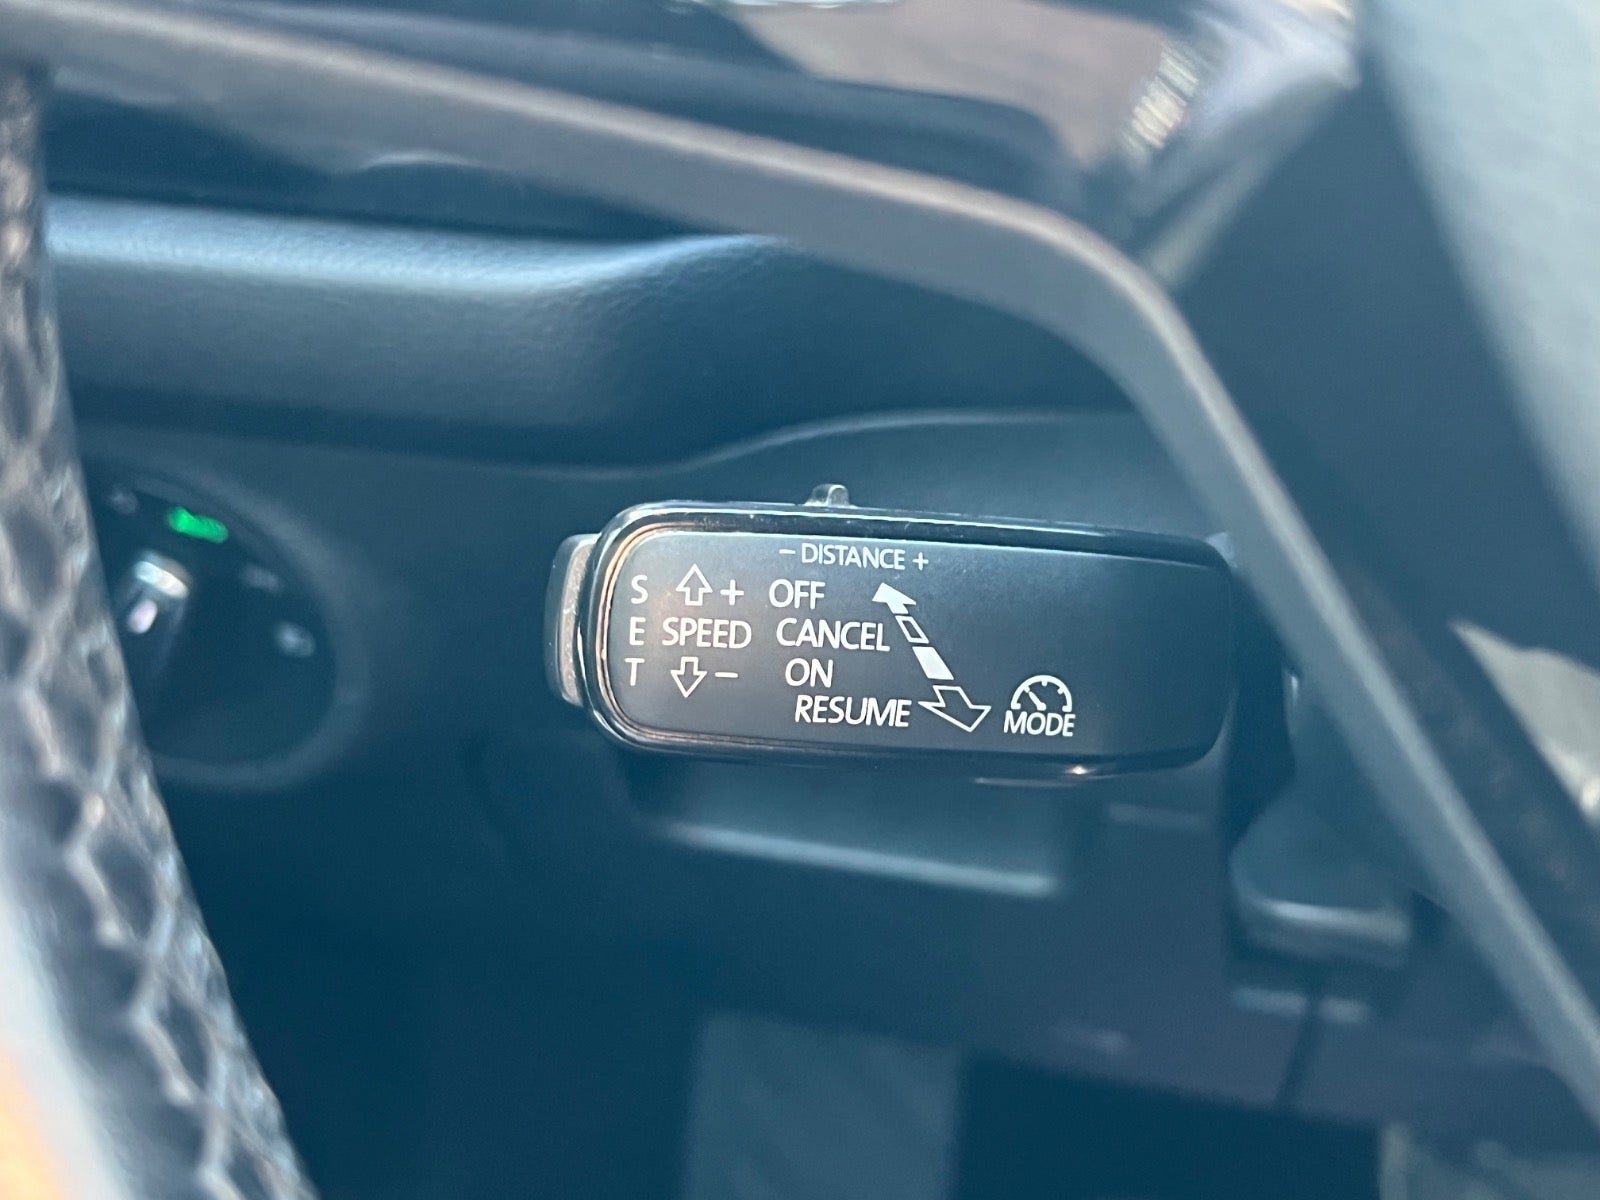 - DISTANCE +
S + OFF
E SPEED CANCEL
T - ON
RESUME
MODE